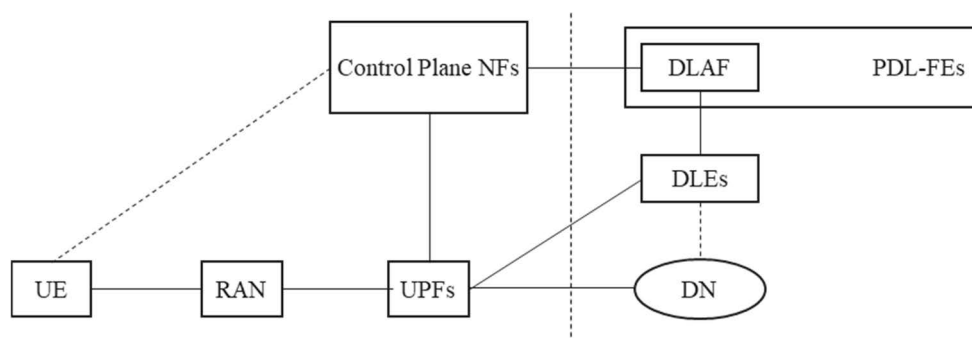 Control Plane NFs
DLAF
PDL-FEs
DLEs
UE
RAN
UPFs
DN